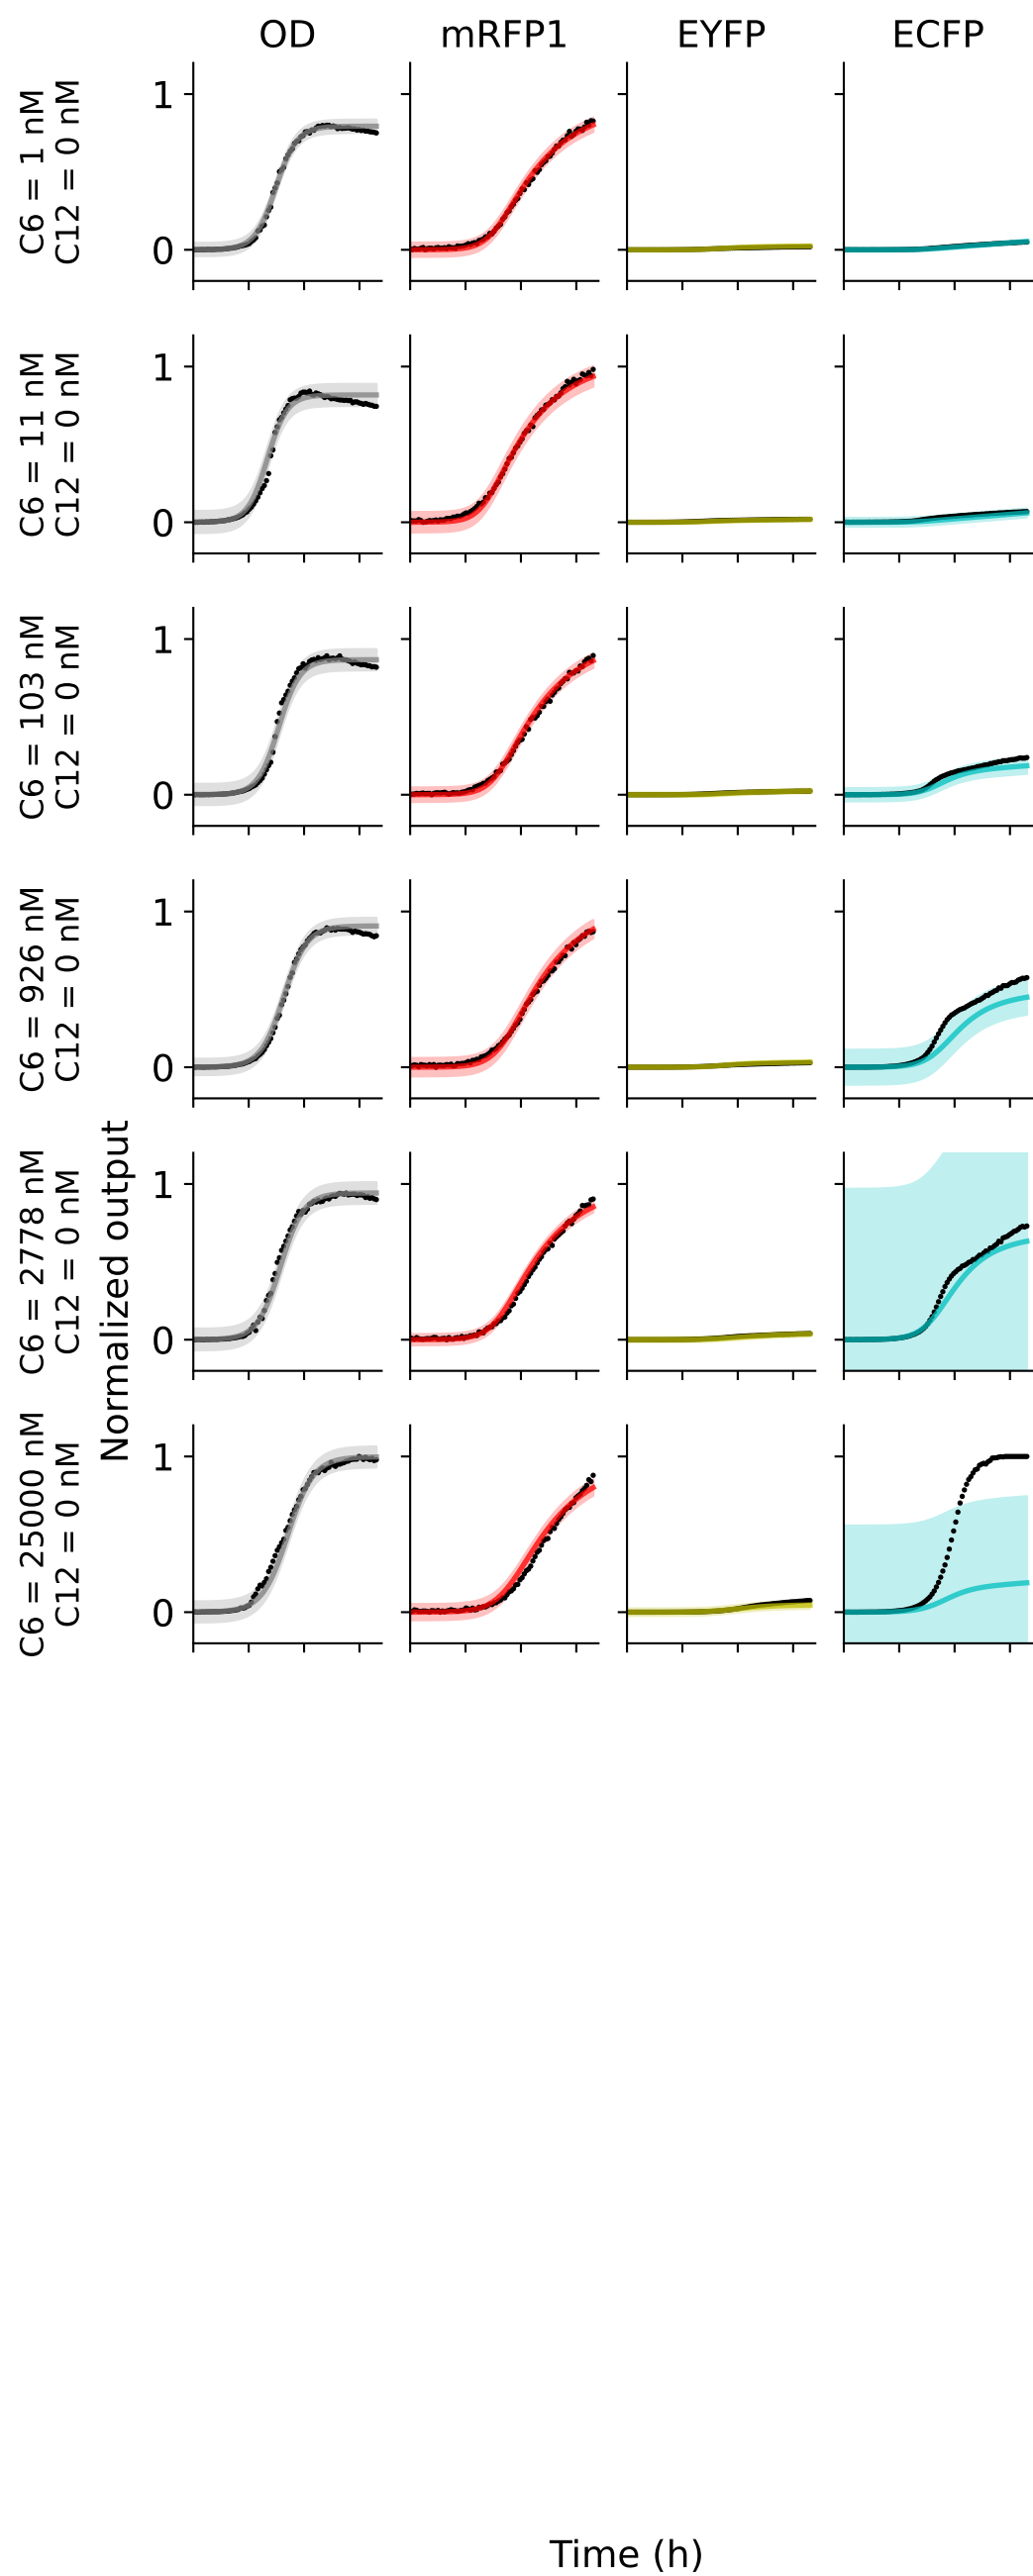 OD mRFP1 EYFP ECFP
C6 = 1 nM
C12 = 0 nM
1
0
C6 = 11 nM
C12 = 0 nM
1
0
C6 = 103 nM
C12 = 0 nM
1
0
C6 = 926 nM
C12 = 0 nM
1
0
Normalized output
C6 = 2778 nM
C12 = 0 nM
1
0
C6 = 25000 nM
C12 = 0 nM
1
0
Time (h)